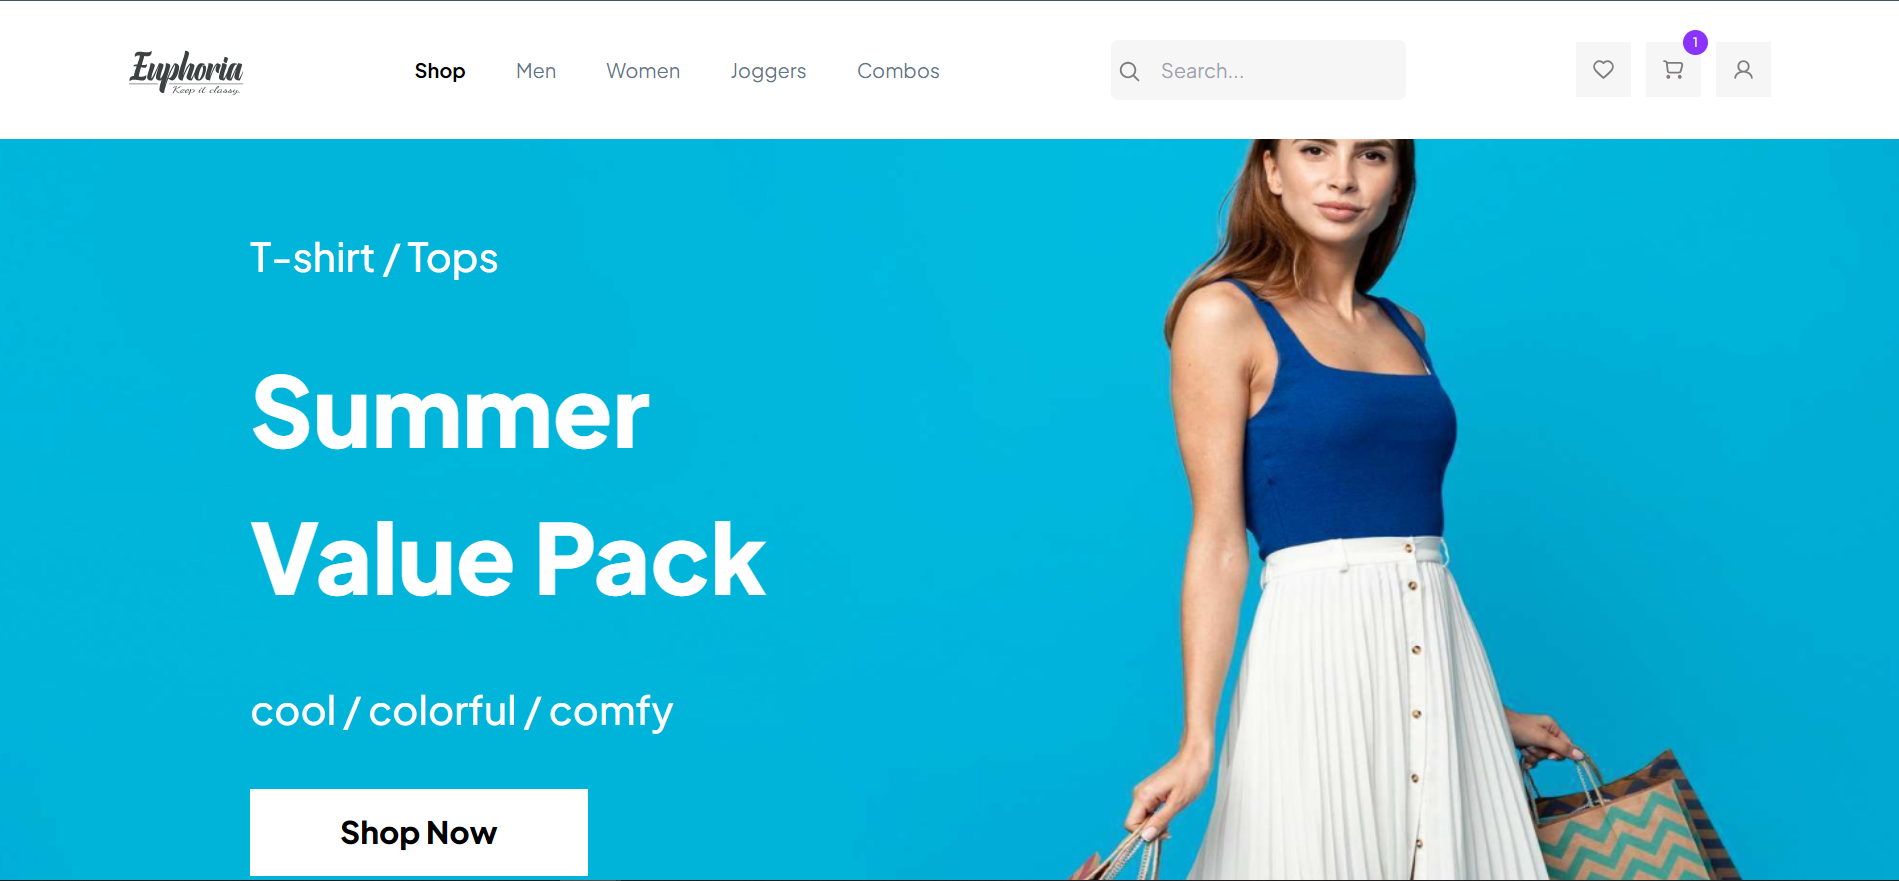 Euphoria
Keep it classy.
Shop Men Women Joggers Combos
Search...
1
T-shirt / Tops
Summer
Value Pack
cool / colorful / comfy
Shop Now